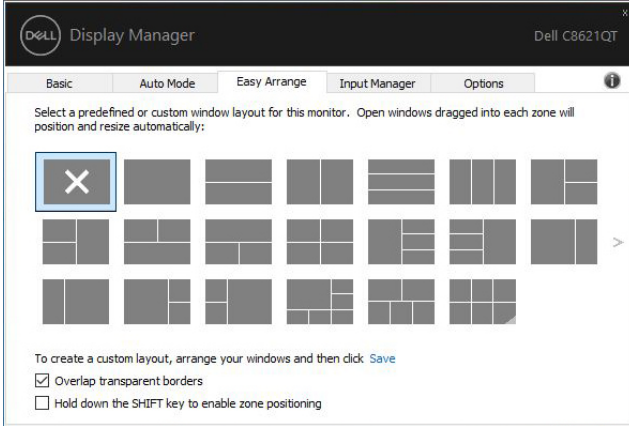 DELL Display Manager
Dell C8621QT
Basic Auto Mode Easy Arrange Input Manager Options
Select a predefined or custom window layout for this monitor. Open windows dragged into each zone will
position and resize automatically:
To create a custom layout, arrange your windows and then click Save
Overlap transparent borders
Hold down the SHIFT key to enable zone positioning